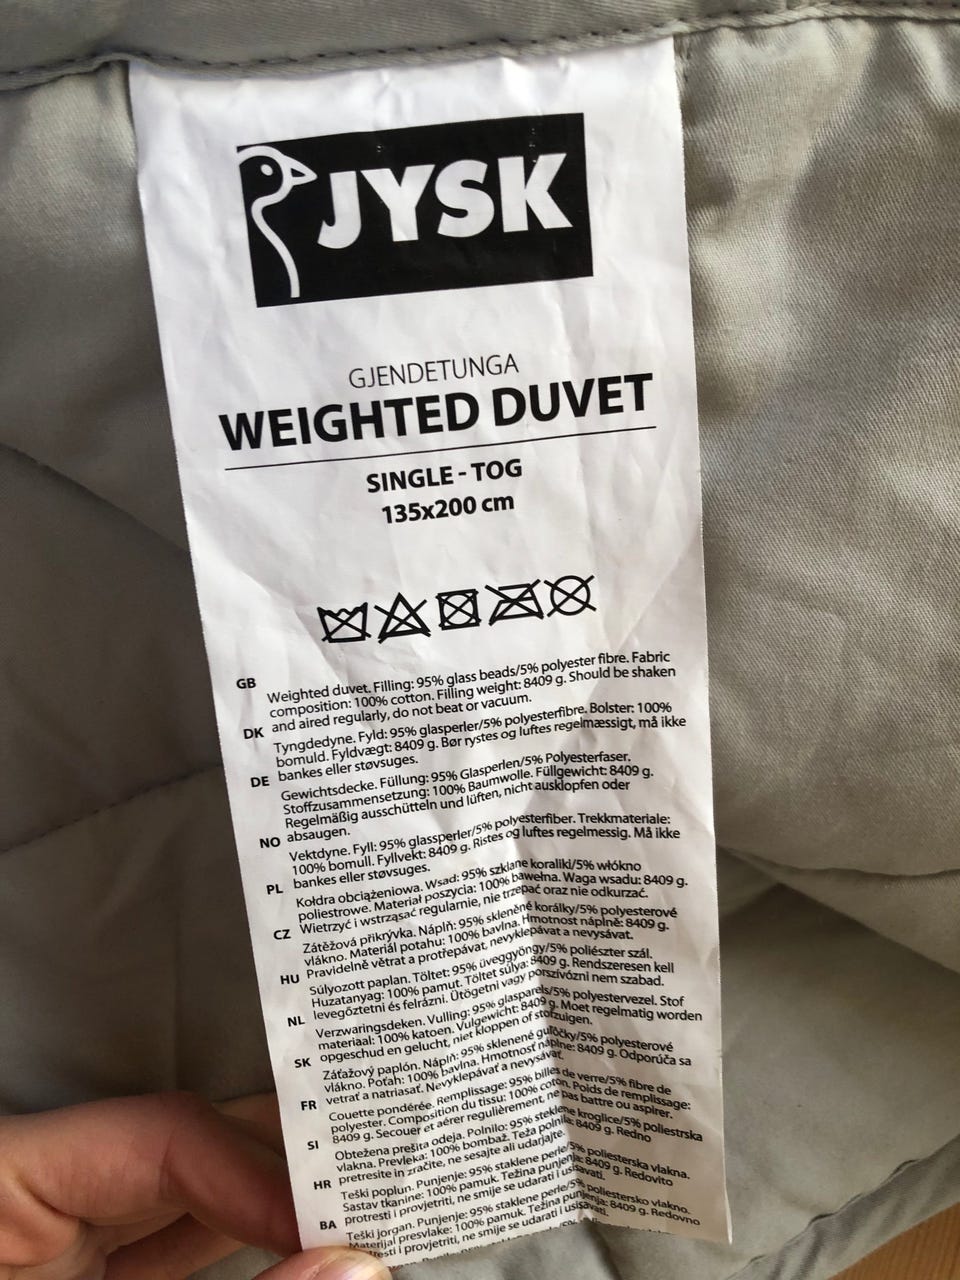 JYSK
GJENDETUNGA
WEIGHTED DUVET
SINGLE - TOG
135x200 cm
GB Weighted duvet. Filling: 95% glass beads/5% polyester fibre. Fabric
composition: 100% cotton. Filling weight: 8409 g. Should be shaken
and aired regularly, do not beat or vacuum.
DK Tyngdedyne. Fyld: 95% glasperler/5% polyesterfibre. Bolster: 100%
bomuld. Fyldvægt: 8409 g. Bør rystes og luftes regelmæssigt, må ikke
bankes eller støvsuges.
DE Gewichtsdecke. Füllung: 95% Glasperlen/5% Polyesterfaser.
Stoffzusammensetzung: 100% Baumwolle. Füllgewicht: 8409 g.
Regelmäßig ausschütteln und lüften, nicht ausklopfen oder
absaugen.
NO Vektdyne. Fyll: 95% glassperler/5% polyesterfiber. Trekkmateriale:
100% bomull. Fyllvekt: 8409 g. Ristes og luftes regelmessig. Må ikke
bankes eller støvsuges.
PL Kołdra obciążeniowa. Wsad: 95% szklane koraliki/5% włókno
poliestrowe. Materiał poszycia: 100% bawełna. Waga wsadu: 8409 g.
Wietrzyć i wstrząsać regularnie, nie trzepać oraz nie odkurzać.
CZ Zátěžová přikrývka. Náplň: 95% skleněné korálky/5% polyesterové
vlákno. Materiál potahu: 100% bavlna. Hmotnost náplně: 8409 g.
Pravidelně větrat a protřepávat, nevyklepávat a nevysávat.
HU Súlyozott paplan. Töltet: 95% üveggyöngy/5% poliészter szál.
Huzatanyag: 100% pamut. Töltet súlya: 8409 g. Rendszeresen kell
levegőztetni és felrázni. Ütögetni vagy porszívózni nem szabad.
NL Verzwaringsdeken. Vulling: 95% glasparels/5% polyestervezel. Stof
materiaal: 100% katoen. Vulgewicht: 8409 g. Moet regelmatig worden
opgeschud en gelucht, niet kloppen of stofzuigen.
SK Záťažový paplón. Náplň: 95% sklenené guľôčky/5% polyesterové
vlákno. Poťah: 100% bavlna. Hmotnosť náplne: 8409 g. Odporúča sa
vetrať a natriasať. Nevyklepávať a nevysávať.
FR Couette pondérée. Remplissage: 95% billes de verre/5% fibre de
polyester. Composition du tissu: 100% coton. Poids de remplissage:
8409 g. Secouer et aérer régulièrement, ne pas battre ou aspirer.
SI Obtežena prešita odeja. Polnilo: 95% steklene kroglice/5% poliestrska
vlakna. Prevleka: 100% bombaž. Teža polnila: 8409 g. Redno
pretresite in zračite, ne sesajte ali udarjajte.
HR Teški poplun. Punjenje: 95% staklene perle/5% poliesterska vlakna.
Sastav tkanine: 100% pamuk. Težina punjenja: 8409 g. Redovito
protresti i provjetriti, ne smije se udarati i usisavati.
BA Teški jorgan. Punjenje: 95% staklene perle/5% poliestersko vlakno.
Materijal presvlake: 100% pamuk. Težina punjenja: 8409 g. Redovno
protresti i provjetriti, ne smije se udarati i usisavati.